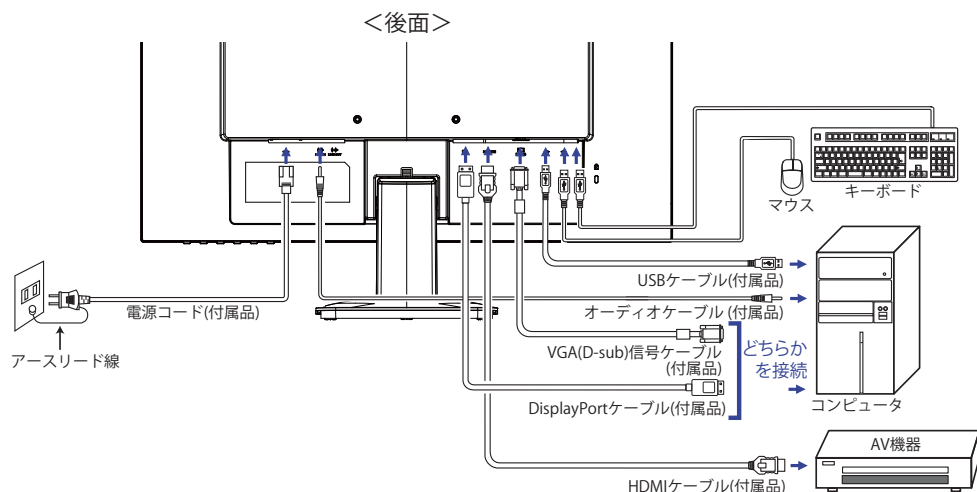 ＜後面＞
キーボード
マウス
USBケーブル(付属品)
電源コード(付属品)
オーディオケーブル (付属品)
アースリード線
VGA(D-sub)信号ケーブル
(付属品)
どちらか
を接続
DisplayPortケーブル(付属品)
コンピュータ
AV機器
HDMIケーブル(付属品)